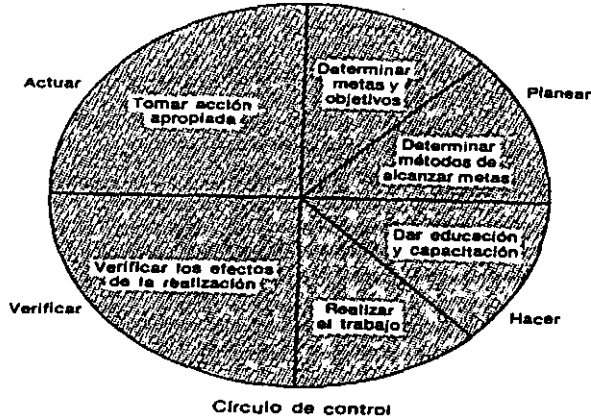 Actuar
Tomar acción
apropiada
Determinar
metas y
objetivos
Planear
Determinar
métodos de
alcanzar metas
Dar educación
y capacitación
Hacer
Realizar
el trabajo
Verificar los efectos
de la realización
Verificar
Círculo de control